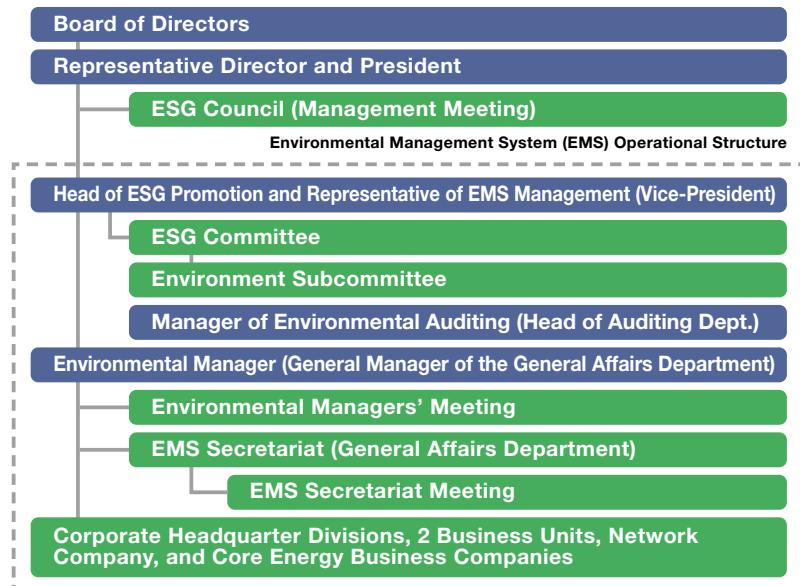 Board of Directors
Representative Director and President
ESG Council (Management Meeting)
Environmental Management System (EMS) Operational Structure
Head of ESG Promotion and Representative of EMS Management (Vice-President)
ESG Committee
Environment Subcommittee
Manager of Environmental Auditing (Head of Auditing Dept.)
Environmental Manager (General Manager of the General Affairs Department)
Environmental Managers’ Meeting
EMS Secretariat (General Affairs Department)
EMS Secretariat Meeting
Corporate Headquarter Divisions, 2 Business Units, Network
Company, and Core Energy Business Companies